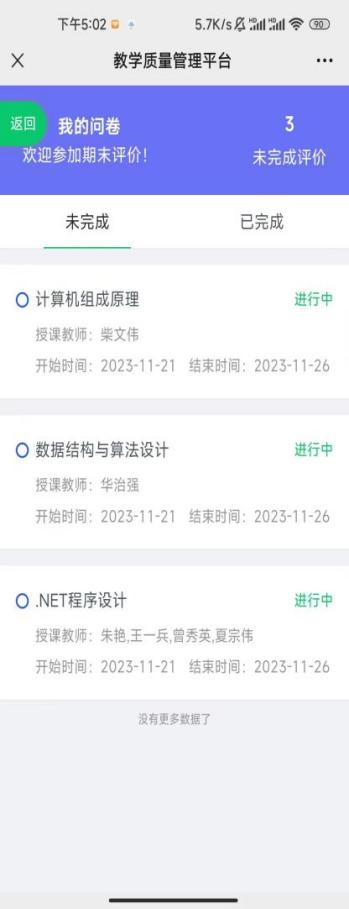 下午5:02
5.7K/s
HD HD
90
教学质量管理平台
返回
我的问卷
3
欢迎参加期末评价!
未完成评价
未完成
已完成
计算机组成原理
进行中
授课教师：柴文伟
开始时间：2023-11-21 结束时间：2023-11-26
数据结构与算法设计
进行中
授课教师：华治强
开始时间：2023-11-21 结束时间：2023-11-26
.NET程序设计
进行中
授课教师：朱艳,王一兵,曾秀英,夏宗伟
开始时间：2023-11-21 结束时间：2023-11-26
没有更多数据了